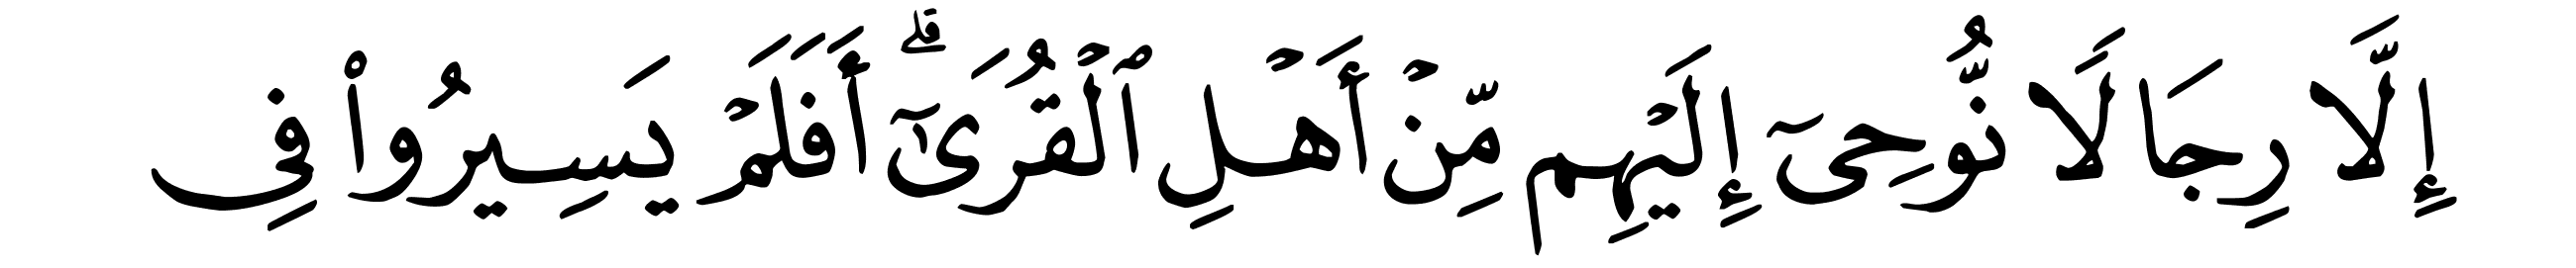 إِلَّا رِجَالًا نُّوحِىٓ إِلَيْهِم مِّنْ أَهْلِ ٱلْقُرَىٰٓ ۗ أَفَلَمْ يَسِيرُوا۟ فِى